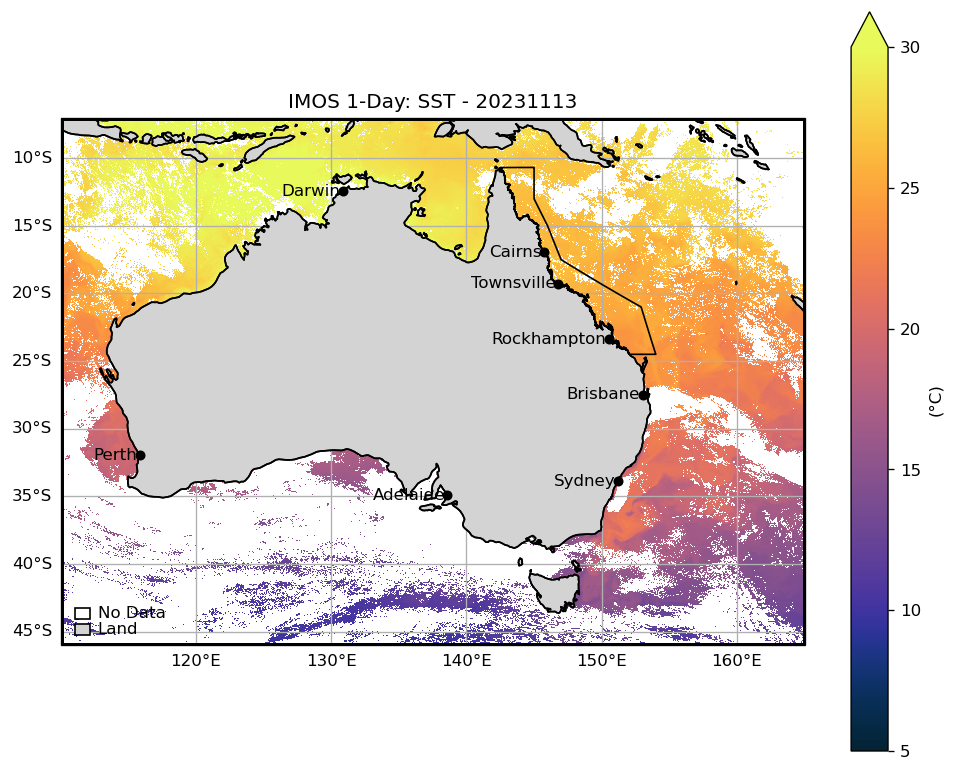 IMOS 1-Day: SST - 20231113
30
10°S
25
Darwin
15°S
Cairns
Townsville
20°S
20
Rockhampton
25°S
Brisbane
(°C)
30°S
Perth
15
Sydney
Adelaide
35°S
40°S
10
No Data
Land
45°S
120°E 130°E 140°E 150°E 160°E
5